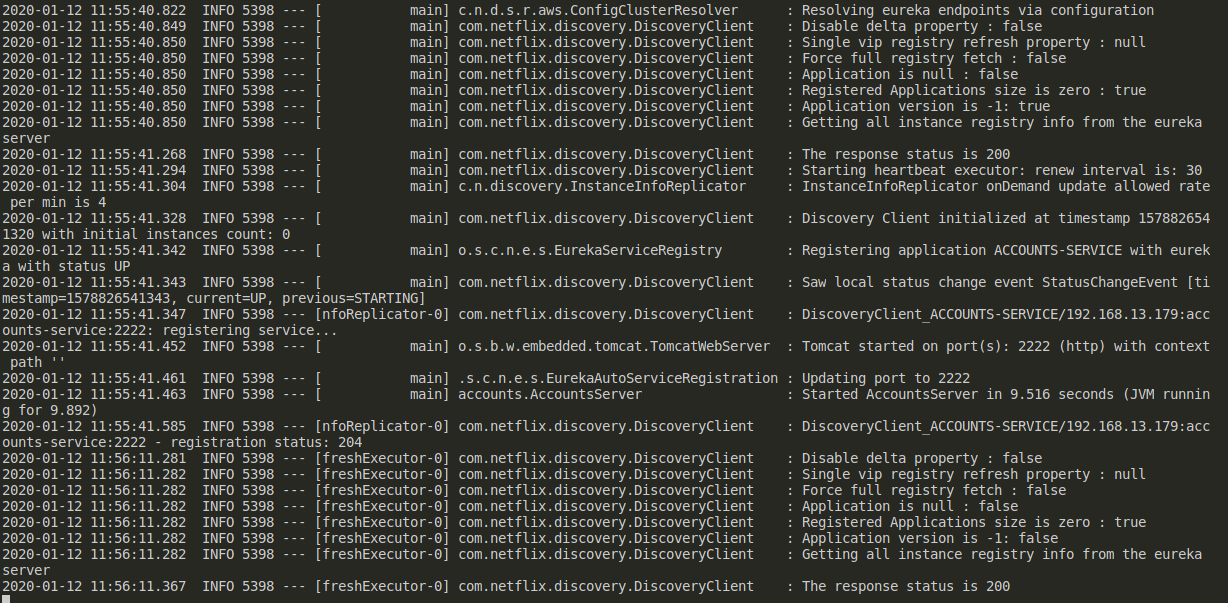 2020-01-12 11:55:40.822  INFO 5398 --- [           main] c.n.d.s.r.aws.ConfigClusterResolver      : Resolving eureka endpoints via configuration
2020-01-12 11:55:40.849  INFO 5398 --- [           main] com.netflix.discovery.DiscoveryClient    : Disable delta property : false
2020-01-12 11:55:40.850  INFO 5398 --- [           main] com.netflix.discovery.DiscoveryClient    : Single vip registry refresh property : null
2020-01-12 11:55:40.850  INFO 5398 --- [           main] com.netflix.discovery.DiscoveryClient    : Force full registry fetch : false
2020-01-12 11:55:40.850  INFO 5398 --- [           main] com.netflix.discovery.DiscoveryClient    : Application is null : false
2020-01-12 11:55:40.850  INFO 5398 --- [           main] com.netflix.discovery.DiscoveryClient    : Registered Applications size is zero : true
2020-01-12 11:55:40.850  INFO 5398 --- [           main] com.netflix.discovery.DiscoveryClient    : Application version is -1: true
2020-01-12 11:55:40.850  INFO 5398 --- [           main] com.netflix.discovery.DiscoveryClient    : Getting all instance registry info from the eureka
server
2020-01-12 11:55:41.268  INFO 5398 --- [           main] com.netflix.discovery.DiscoveryClient    : The response status is 200
2020-01-12 11:55:41.294  INFO 5398 --- [           main] com.netflix.discovery.DiscoveryClient    : Starting heartbeat executor: renew interval is: 30
2020-01-12 11:55:41.304  INFO 5398 --- [           main] c.n.discovery.InstanceInfoReplicator     : InstanceInfoReplicator onDemand update allowed rate
 per min is 4
2020-01-12 11:55:41.328  INFO 5398 --- [           main] com.netflix.discovery.DiscoveryClient    : Discovery Client initialized at timestamp 157882654
1320 with initial instances count: 0
2020-01-12 11:55:41.342  INFO 5398 --- [           main] o.s.c.n.e.s.EurekaServiceRegistry        : Registering application ACCOUNTS-SERVICE with eurek
a with status UP
2020-01-12 11:55:41.343  INFO 5398 --- [           main] com.netflix.discovery.DiscoveryClient    : Saw local status change event StatusChangeEvent [ti
mestamp=1578826541343, current=UP, previous=STARTING]
2020-01-12 11:55:41.347  INFO 5398 --- [nfoReplicator-0] com.netflix.discovery.DiscoveryClient    : DiscoveryClient_ACCOUNTS-SERVICE/192.168.13.179:acc
ounts-service:2222: registering service...
2020-01-12 11:55:41.452  INFO 5398 --- [           main] o.s.b.w.embedded.tomcat.TomcatWebServer  : Tomcat started on port(s): 2222 (http) with context
 path ''
2020-01-12 11:55:41.461  INFO 5398 --- [           main] .s.c.n.e.s.EurekaAutoServiceRegistration : Updating port to 2222
2020-01-12 11:55:41.463  INFO 5398 --- [           main] accounts.AccountsServer                  : Started AccountsServer in 9.516 seconds (JVM runnin
g for 9.892)
2020-01-12 11:55:41.585  INFO 5398 --- [nfoReplicator-0] com.netflix.discovery.DiscoveryClient    : DiscoveryClient_ACCOUNTS-SERVICE/192.168.13.179:acc
ounts-service:2222 - registration status: 204
2020-01-12 11:56:11.281  INFO 5398 --- [freshExecutor-0] com.netflix.discovery.DiscoveryClient    : Disable delta property : false
2020-01-12 11:56:11.282  INFO 5398 --- [freshExecutor-0] com.netflix.discovery.DiscoveryClient    : Single vip registry refresh property : null
2020-01-12 11:56:11.282  INFO 5398 --- [freshExecutor-0] com.netflix.discovery.DiscoveryClient    : Force full registry fetch : false
2020-01-12 11:56:11.282  INFO 5398 --- [freshExecutor-0] com.netflix.discovery.DiscoveryClient    : Application is null : false
2020-01-12 11:56:11.282  INFO 5398 --- [freshExecutor-0] com.netflix.discovery.DiscoveryClient    : Registered Applications size is zero : true
2020-01-12 11:56:11.282  INFO 5398 --- [freshExecutor-0] com.netflix.discovery.DiscoveryClient    : Application version is -1: false
2020-01-12 11:56:11.282  INFO 5398 --- [freshExecutor-0] com.netflix.discovery.DiscoveryClient    : Getting all instance registry info from the eureka
server
2020-01-12 11:56:11.367  INFO 5398 --- [freshExecutor-0] com.netflix.discovery.DiscoveryClient    : The response status is 200